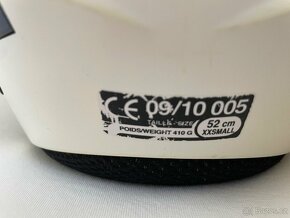 CE 09/10 005
TAILLE - SIZE
POIDS/WEIGHT 410 G
52 cm
XXSMALL